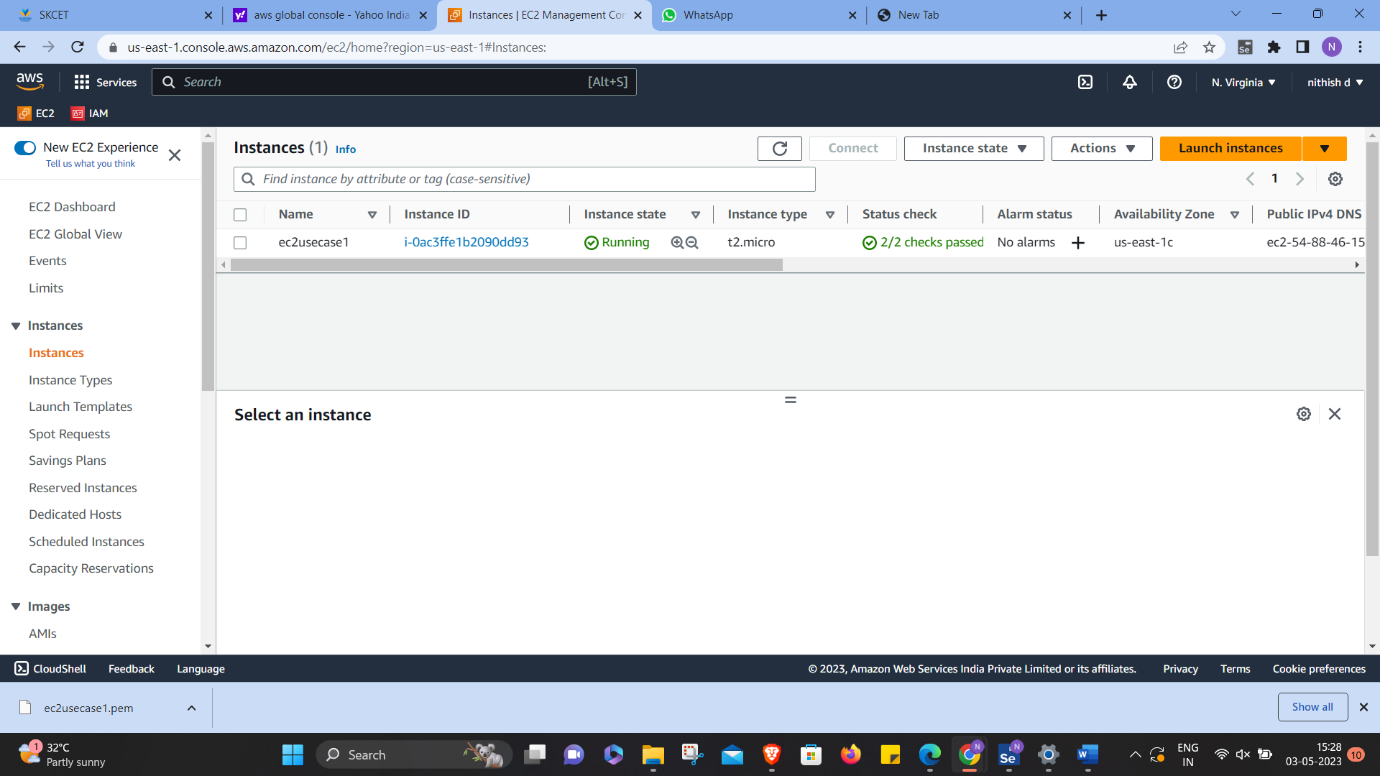 SKCET
aws global console - Yahoo India
Instances | EC2 Management Con
WhatsApp
New Tab
us-east-1.console.aws.amazon.com/ec2/home?region=us-east-1#Instances:
Se
N
aws
Services
Search
[Alt+S]
N. Virginia
nithish d
EC2
IAM
New EC2 Experience
Tell us what you think
EC2 Dashboard
EC2 Global View
Events
Limits
Instances
Instances
Instance Types
Launch Templates
Spot Requests
Savings Plans
Reserved Instances
Dedicated Hosts
Scheduled Instances
Capacity Reservations
Images
AMIs
Instances (1) Info
Connect
Instance state
Actions
Launch instances
Find instance by attribute or tag (case-sensitive)
1
Name Instance ID Instance state Instance type Status check Alarm status Availability Zone Public IPv4 DNS
ec2usecase1 i-0ac3ffe1b2090dd93 Running t2.micro 2/2 checks passed No alarms + us-east-1c ec2-54-88-46-15
Select an instance
CloudShell Feedback Language
© 2023, Amazon Web Services India Private Limited or its affiliates. Privacy Terms Cookie preferences
ec2usecase1.pem
Show all
1
32°C
Partly sunny
Search
N
Se
N
ENG
IN
15:28
03-05-2023
10